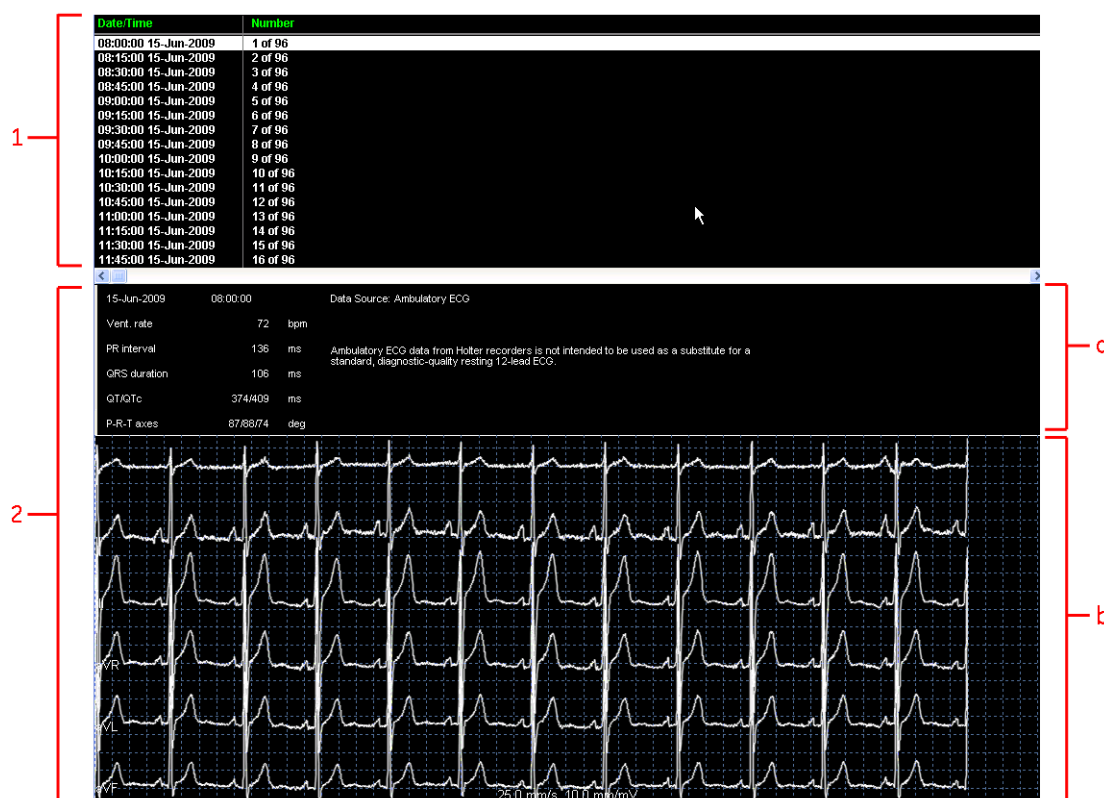 Date/Time Number
08:00:00 15-Jun-2009 1 of 96
08:15:00 15-Jun-2009 2 of 96
08:30:00 15-Jun-2009 3 of 96
08:45:00 15-Jun-2009 4 of 96
09:00:00 15-Jun-2009 5 of 96
09:15:00 15-Jun-2009 6 of 96
09:30:00 15-Jun-2009 7 of 96
1
09:45:00 15-Jun-2009 8 of 96
10:00:00 15-Jun-2009 9 of 96
10:15:00 15-Jun-2009 10 of 96
10:30:00 15-Jun-2009 11 of 96
10:45:00 15-Jun-2009 12 of 96
11:00:00 15-Jun-2009 13 of 96
11:15:00 15-Jun-2009 14 of 96
11:30:00 15-Jun-2009 15 of 96
11:45:00 15-Jun-2009 16 of 96
15-Jun-2009 08:00:00 Data Source: Ambulatory ECG
Vent. rate 72 bpm
PR interval 136 ms
Ambulatory ECG data from Holter recorders is not intended to be used as a substitute for a
standard, diagnostic-quality resting 12-lead ECG.
QRS duration 106 ms
QT/QTc 374/409 ms
P-R-T axes 87/88/74 deg
2
b
aVR
aVL
aVF
25.0 mm/s 10.0 mm/mV